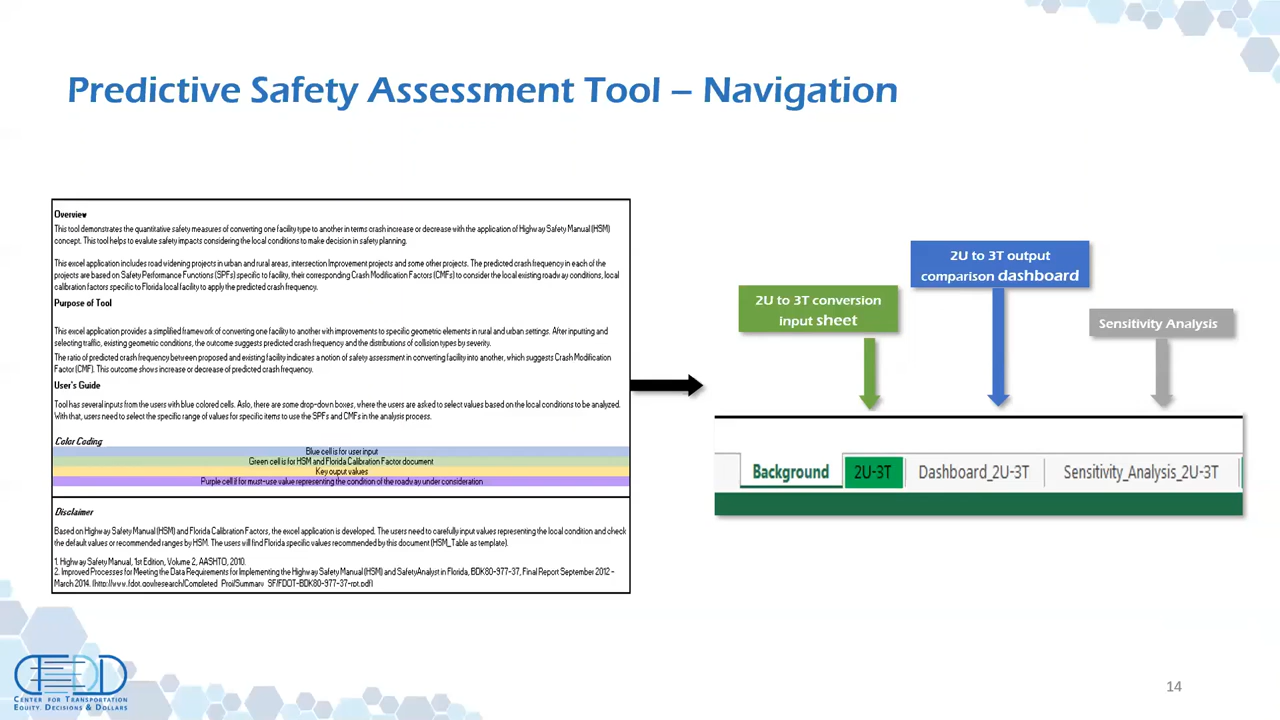 Predictive Safety Assessment Tool – Navigation
Overview
This tool demonstrates the quantitative safety measures of converting one facility type to another in terms crash increase or decrease with the application of Highway Safety Manual (HSM)
concept. This tool helps to evalute safety impacts considering the local conditions to make decision in safety planning.
This excel application includes road widening projects in urban and rural areas, intersection Improvement projects and some other projects. The predicted crash frequency in each of the
projects are based on Safety Performance Functions (SPFs) specific to facility, their corresponding Crash Modification Factors (CMFs) to consider the local existing roadway conditions, local
calibration factors specific to Florida local facility to apply the predicted crash frequency.
Purpose of Tool
This excel application provides a simplified framework of converting one facility to another with improvements to specific geometric elements in rural and urban settings. After inputting and
selecting traffic, existing geometric conditions, the outcome suggests predicted crash frequency and the distributions of collision types by severity.
The ratio of predicted crash frequency between proposed and existing facility indicates a notion of safety assessment in converting facility into another, which suggests Crash Modification
Factor (CMF). This outcome shows increase or decrease of predicted crash frequency.
User's Guide
Tool has several inputs from the users with blue colored cells. Aslo, there are some drop-down boxes, where the users are asked to select values based on the local conditions to be analyzed.
With that, users need to select the specific range of values for specific items to use the SPFs and CMFs in the analysis process.
Color Coding
Blue cell is for user input
Green cell is for HSM and Florida Calibration Factor document
Key ouput values
Purple cell if for must-use value representing the condition of the roadway under consideration
Disclaimer
Based on Highway Safety Manual (HSM) and Florida Calibration Factors, the excel application is developed. The users need to carefully input values representing the local condition and check
the default values or recommended ranges by HSM. The users will find Florida specific values recommended by this document (HSM_Table as template).
1. Highway Safety Manual, 1st Edition, Volume 2, AASHTO, 2010.
2. Improved Processes for Meeting the Data Requirements for Implementing the Highway Safety Manual (HSM) and SafetyAnalyst in Florida, BDK80-977-37, Final Report September 2012 -
March 2014. (http://www.fdot.gov/research/Completed_Proj/Summary_SF/FDOT-BDK80-977-37-rpt.pdf)
2U to 3T conversion
input sheet
2U to 3T output
comparison dashboard
Sensitivity Analysis
Background
2U-3T
Dashboard_2U-3T
Sensitivity_Analysis_2U-3T
CTEDD
CENTER FOR TRANSPORTATION
EQUITY, DECISIONS & DOLLARS
14